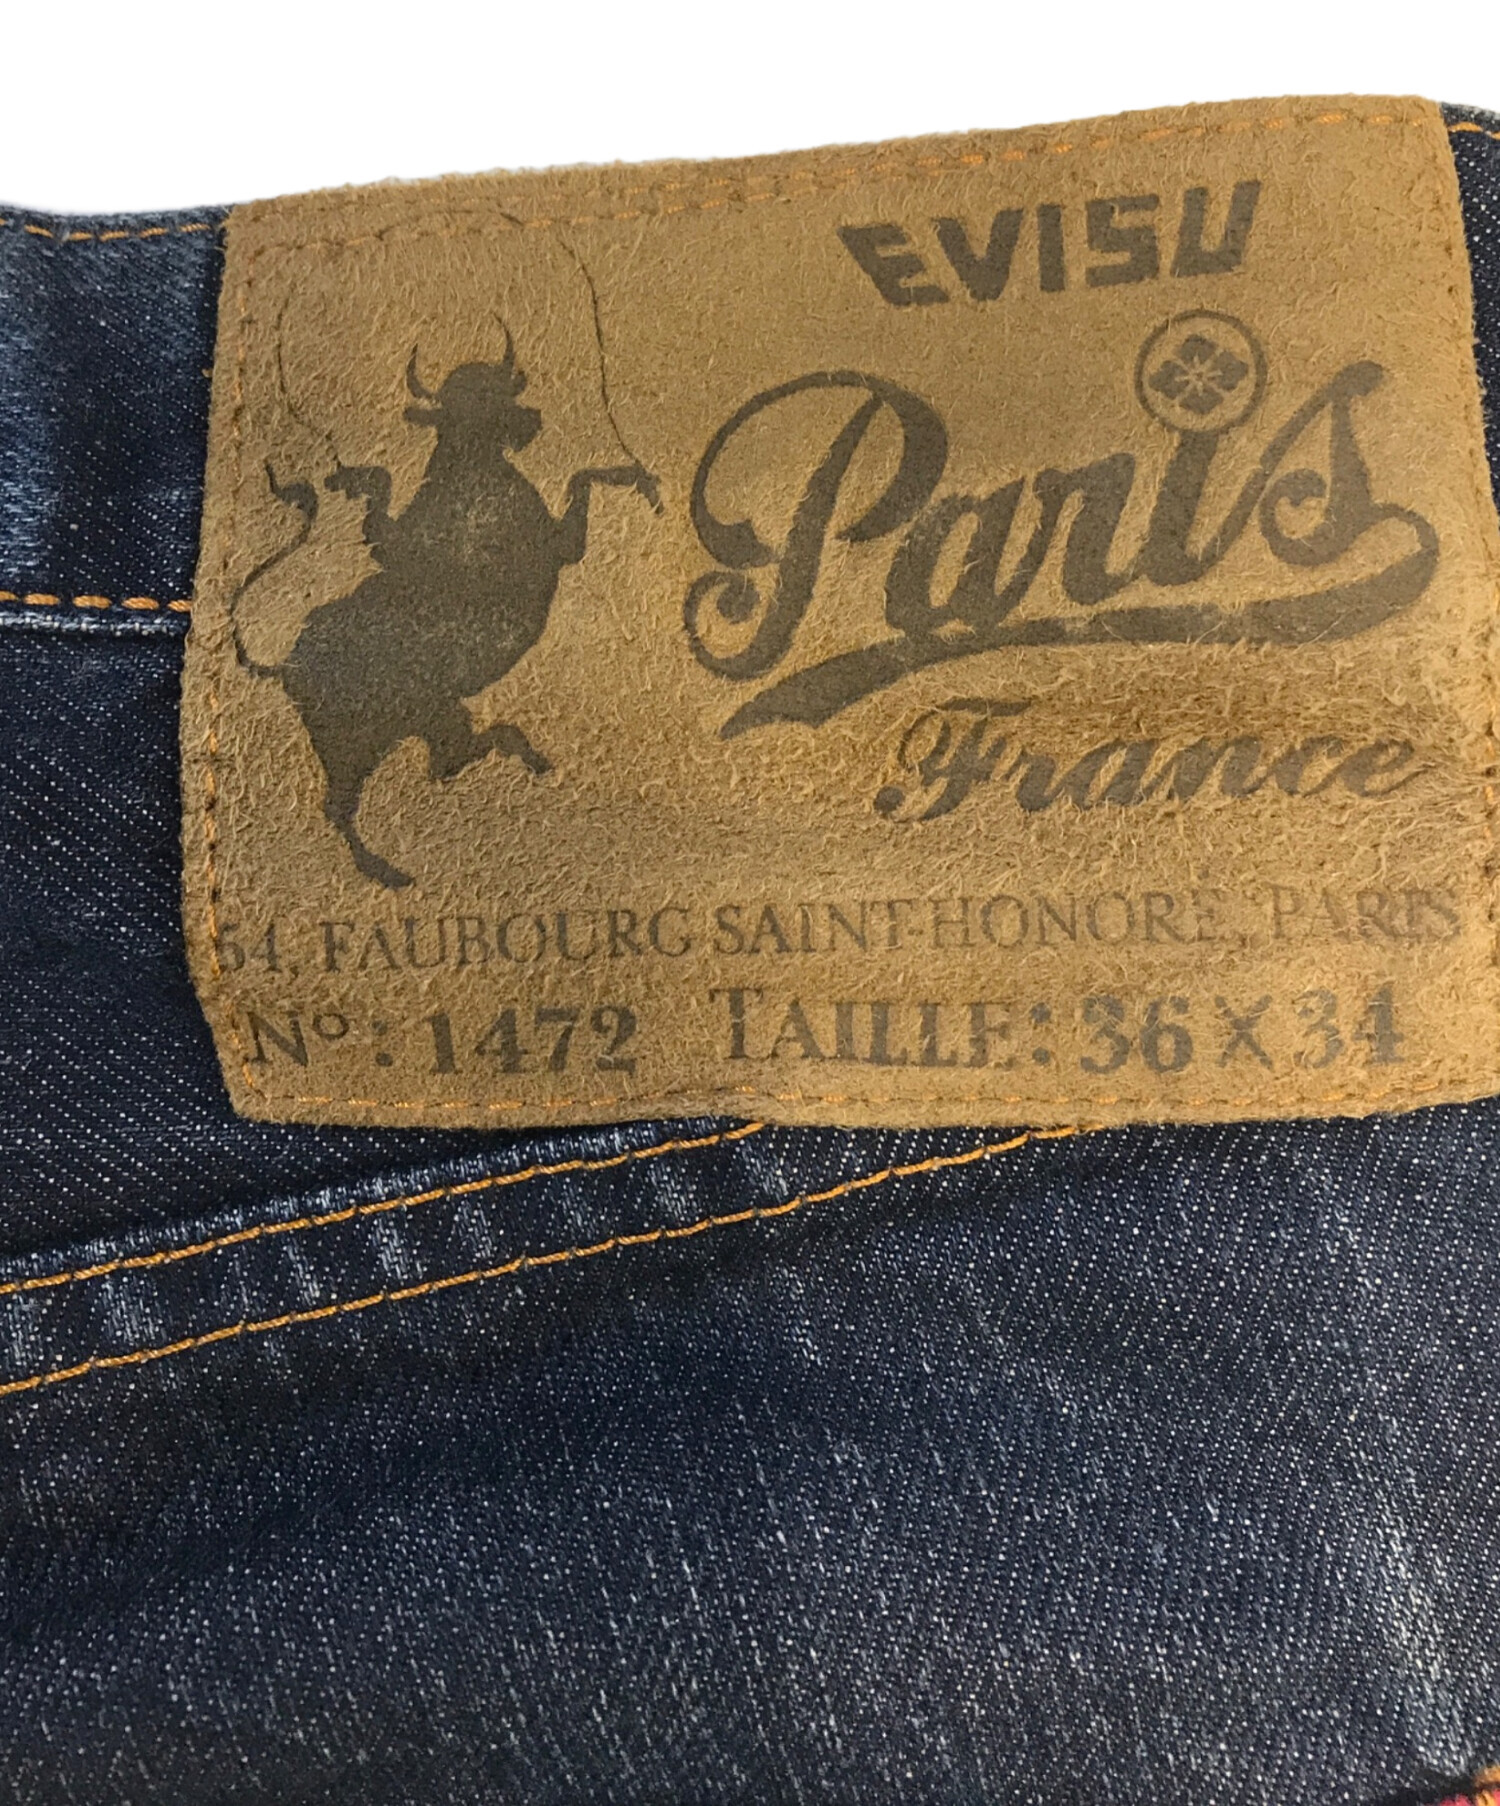 EVISU
Paris
France
54, FAUBOURG SAINT-HONORE, PARIS
Nº: 1472 TAILLE: 36 X 34